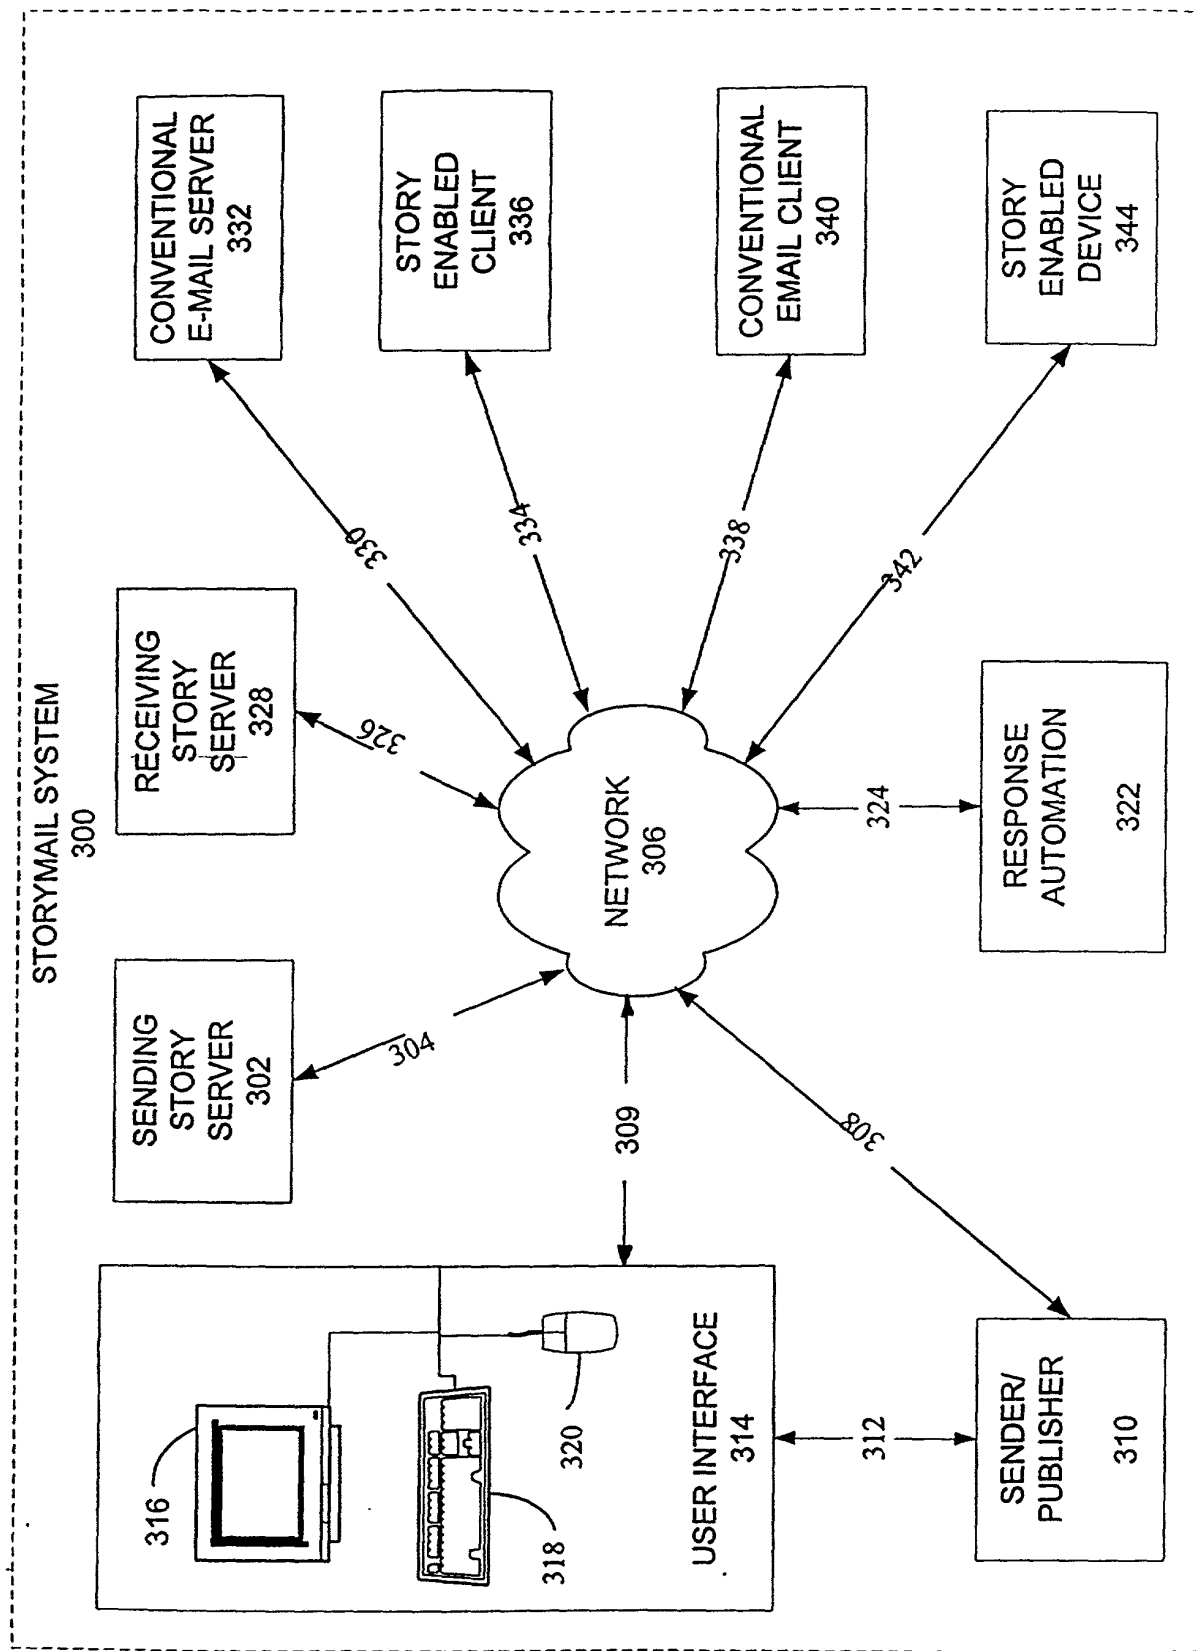 STORYMAIL SYSTEM
300
SENDING
STORY
SERVER
302
RECEIVING
STORY
SERVER
328
CONVENTIONAL
E-MAIL SERVER
332
STORY
ENABLED
CLIENT
336
CONVENTIONAL
EMAIL CLIENT
340
STORY
ENABLED
DEVICE
344
304
326
330
334
338
342
NETWORK
306
309
308
324
316
318
320
USER INTERFACE
314
312
SENDER/
PUBLISHER
310
RESPONSE
AUTOMATION
322